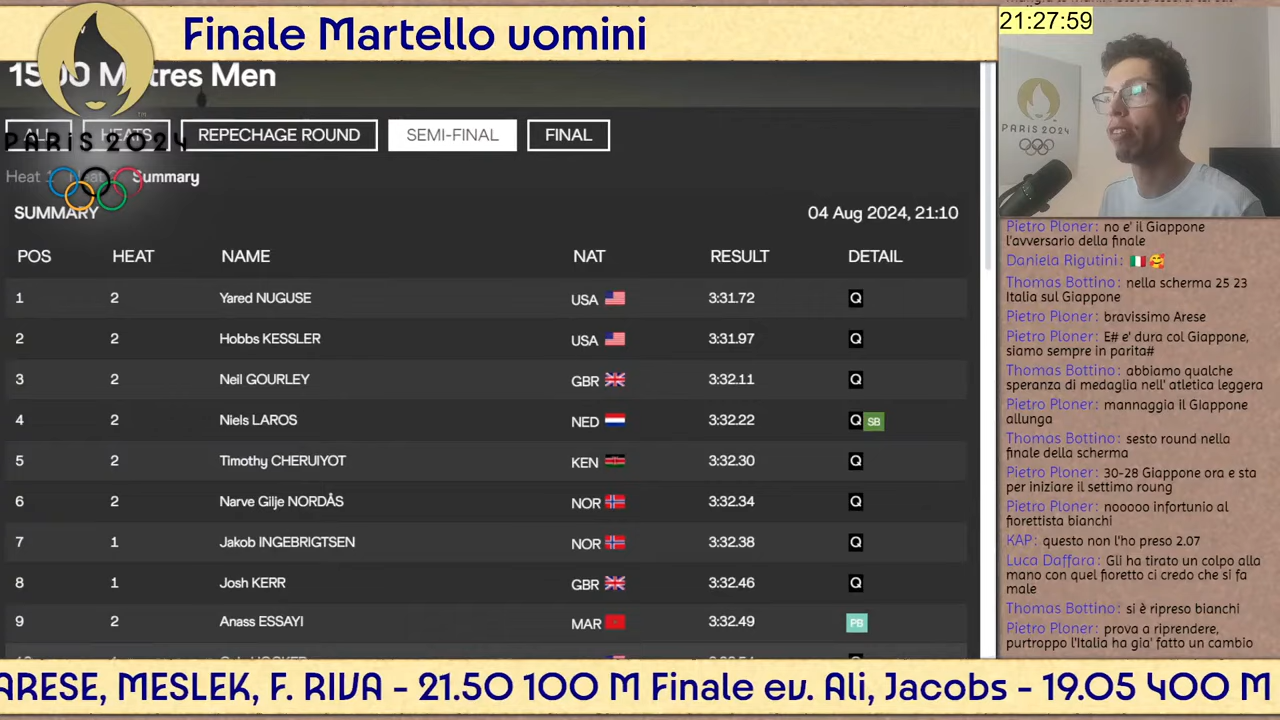 Finale Martello uomini
21:27:59
1500 Metres Men
PARIS 2024
ALL HEATS REPECHAGE ROUND SEMI-FINAL FINAL
Heat 1 Heat 2 Summary
SUMMARY 04 Aug 2024, 21:10
POS HEAT NAME NAT RESULT DETAIL
1 2 Yared NUGUSE USA 3:31.72 Q
2 2 Hobbs KESSLER USA 3:31.97 Q
3 2 Neil GOURLEY GBR 3:32.11 Q
4 2 Niels LAROS NED 3:32.22 Q SB
5 2 Timothy CHERUIYOT KEN 3:32.30 Q
6 2 Narve Gilje NORDÅS NOR 3:32.34 Q
7 1 Jakob INGEBRIGTSEN NOR 3:32.38 Q
8 1 Josh KERR GBR 3:32.46 Q
9 2 Anass ESSAYI MAR 3:32.49 PB
PARIS 2024
Pietro Ploner: no e' il Giappone
l'avversario della finale
Daniela Rigutini: 🇮🇹 🥰
Thomas Bottino: nella scherma 25 23
Italia sul Giappone
Pietro Ploner: bravissimo Arese
Pietro Ploner: E# e' dura col Giappone,
siamo sempre in parita#
Thomas Bottino: abbiamo qualche
speranza di medaglia nell' atletica leggera
Pietro Ploner: mannaggia il Giappone
allunga
Thomas Bottino: sesto round nella
finale della scherma
Pietro Ploner: 30-28 Giappone ora e sta
per iniziare il settimo roung
Pietro Ploner: nooooo infortunio al
fiorettista bianchi
KAP: questo non l'ho preso 2.07
Luca Daffara: Gli ha tirato un colpo alla
mano con quel fioretto ci credo che si fa
male
Thomas Bottino: si è ripreso bianchi
Pietro Ploner: prova a riprendere,
purtroppo l'Italia ha gia' fatto un cambio
ARESE, MESLEK, F. RIVA - 21.50 100 M Finale ev. Ali, Jacobs - 19.05 400 M